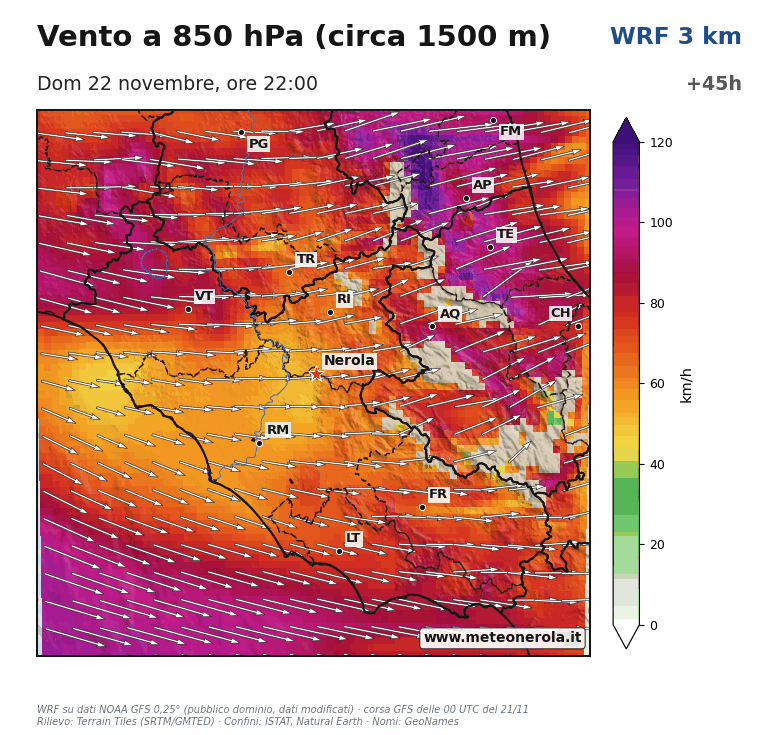 Vento a 850 hPa (circa 1500 m)
WRF 3 km
Dom 22 novembre, ore 22:00
+45h
FM
PG
AP
TE
TR
VT
RI
AQ
CH
Nerola
RM
FR
LT
www.meteonerola.it
120
100
80
60
40
20
0
km/h
WRF su dati NOAA GFS 0,25° (pubblico dominio, dati modificati) · corsa GFS delle 00 UTC del 21/11
Rilievo: Terrain Tiles (SRTM/GMTED) · Confini: ISTAT, Natural Earth · Nomi: GeoNames